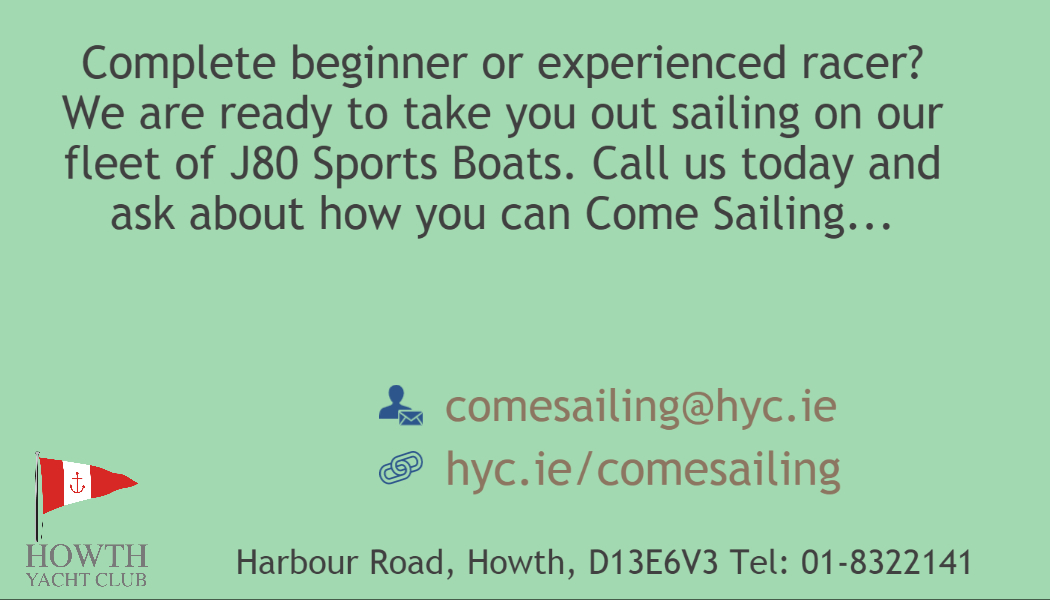 Complete beginner or experienced racer?
We are ready to take you out sailing on our
fleet of J80 Sports Boats. Call us today and
ask about how you can Come Sailing...
comesailing@hyc.ie
hyc.ie/comesailing
HOWTH
YACHT CLUB
Harbour Road, Howth, D13E6V3 Tel: 01-8322141